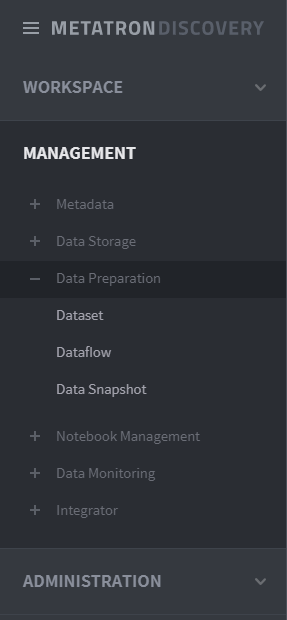 METATRONDISCOVERY
WORKSPACE
MANAGEMENT
Metadata
Data Storage
Data Preparation
Dataset
Dataflow
Data Snapshot
Notebook Management
Data Monitoring
Integrator
ADMINISTRATION